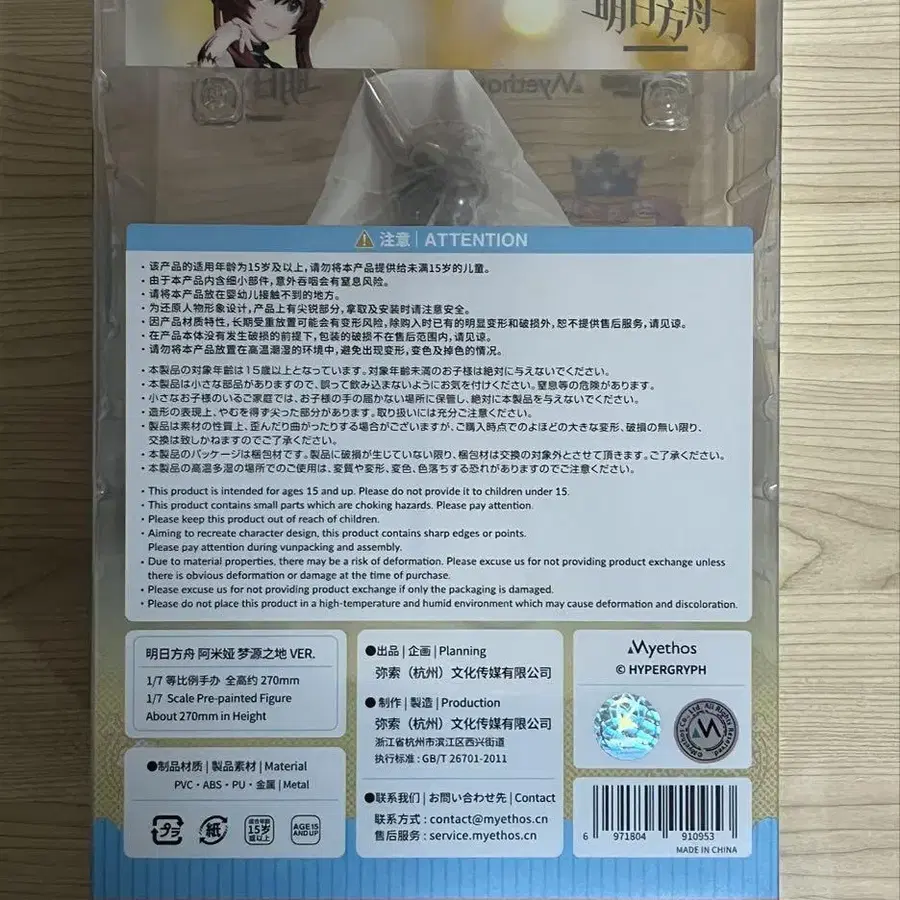 明日方舟
Myethos
⚠ 注意 | ATTENTION
・该产品的适用年龄为15岁及以上,请勿将本产品提供给未满15岁的儿童。
・由于本产品内含细小部件,意外吞咽会有窒息风险。
・请将本产品放在婴幼儿接触不到的地方。
・为还原人物形象设计,产品上有尖锐部分,拿取及安装时请注意安全。
・因产品材质特性,长期受重放置可能会有变形风险,除购入时已有的明显变形和破损外,恕不提供售后服务,请见谅。
・在产品本体没有发生破损的前提下,包装的破损不在售后范围内,请见谅。
・请勿将本产品放置在高温潮湿的环境中,避免出现变形,变色及掉色的情况。
・本製品の対象年齢は15歳以上となっています。対象年齢未満のお子様は絶対に与えないでください。
・本製品は小さな部品がありますので、誤って飲み込まないようにお気を付けください。窒息等の危険があります。
・小さなお子様のいるご家庭では、お子様の手の届かない場所に保管し、絶対に本製品を与えないでください。
・造形の表現上、やむを得ず尖った部分があります。取り扱いには充分ご注意ください。
・製品は素材の性質上、歪んだり曲がったりする場合がございますが、ご購入時点でのよほどの大きな変形、破損の無い限り、
交換は致しかねますのでご了承ください。
・本製品のパッケージは梱包材です。製品に破損が生じていない限り、梱包材は交換の対象外とさせて頂きます。ご了承ください。
・本製品の高温多湿の場所でのご使用は、変質や変形、変色、色落ちする恐れがありますのでご注意ください。
・This product is intended for ages 15 and up. Please do not provide it to children under 15.
・This product contains small parts which are choking hazards. Please pay attention.
・Please keep this product out of reach of children.
・Aiming to recreate character design, this product contains sharp edges or points.
Please pay attention during vunpacking and assembly.
・Due to material properties, there may be a risk of deformation. Please excuse us for not providing product exchange unless
there is obvious deformation or damage at the time of purchase.
・Please excuse us for not providing product exchange if only the packaging is damaged.
・Please do not place this product in a high-temperature and humid environment which may cause deformation and discoloration.
明日方舟 阿米娅 梦源之地 VER.
1/7 等比例手办 全高约 270mm
1/7 Scale Pre-painted Figure
About 270mm in Height
●制品材质 | 製品素材 | Material
PVC・ABS・PU・金属 | Metal
プラ
紙
适合年龄
15岁
或以上
AGE15
AND UP
●出品 | 企画 | Planning
弥索（杭州）文化传媒有限公司
●制作 | 製造 | Production
弥索（杭州）文化传媒有限公司
浙江省杭州市滨江区西兴街道
执行标准 : GB/T 26701-2011
●联系我们 | お問い合わせ先 | Contact
联系方式 : contact@myethos.cn
售后服务 : service.myethos.cn
Myethos
© HYPERGRYPH
©Myethos Co., Ltd. All Rights Reserved
6 971804 910953
MADE IN CHINA